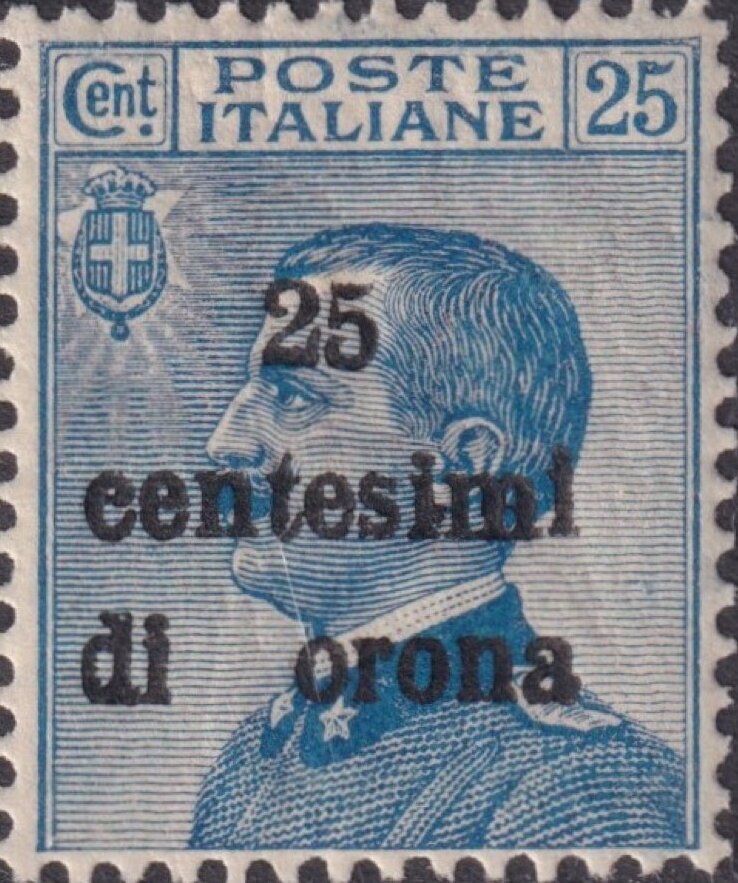 Cent. POSTE ITALIANE 25
25
centesimi
di orona